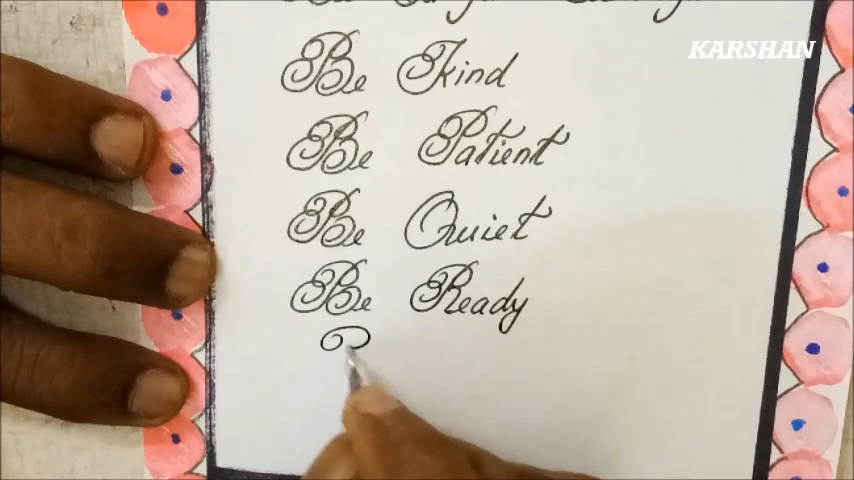 KARSHAN
Be Kind
Be Patient
Be Quiet
Be Ready